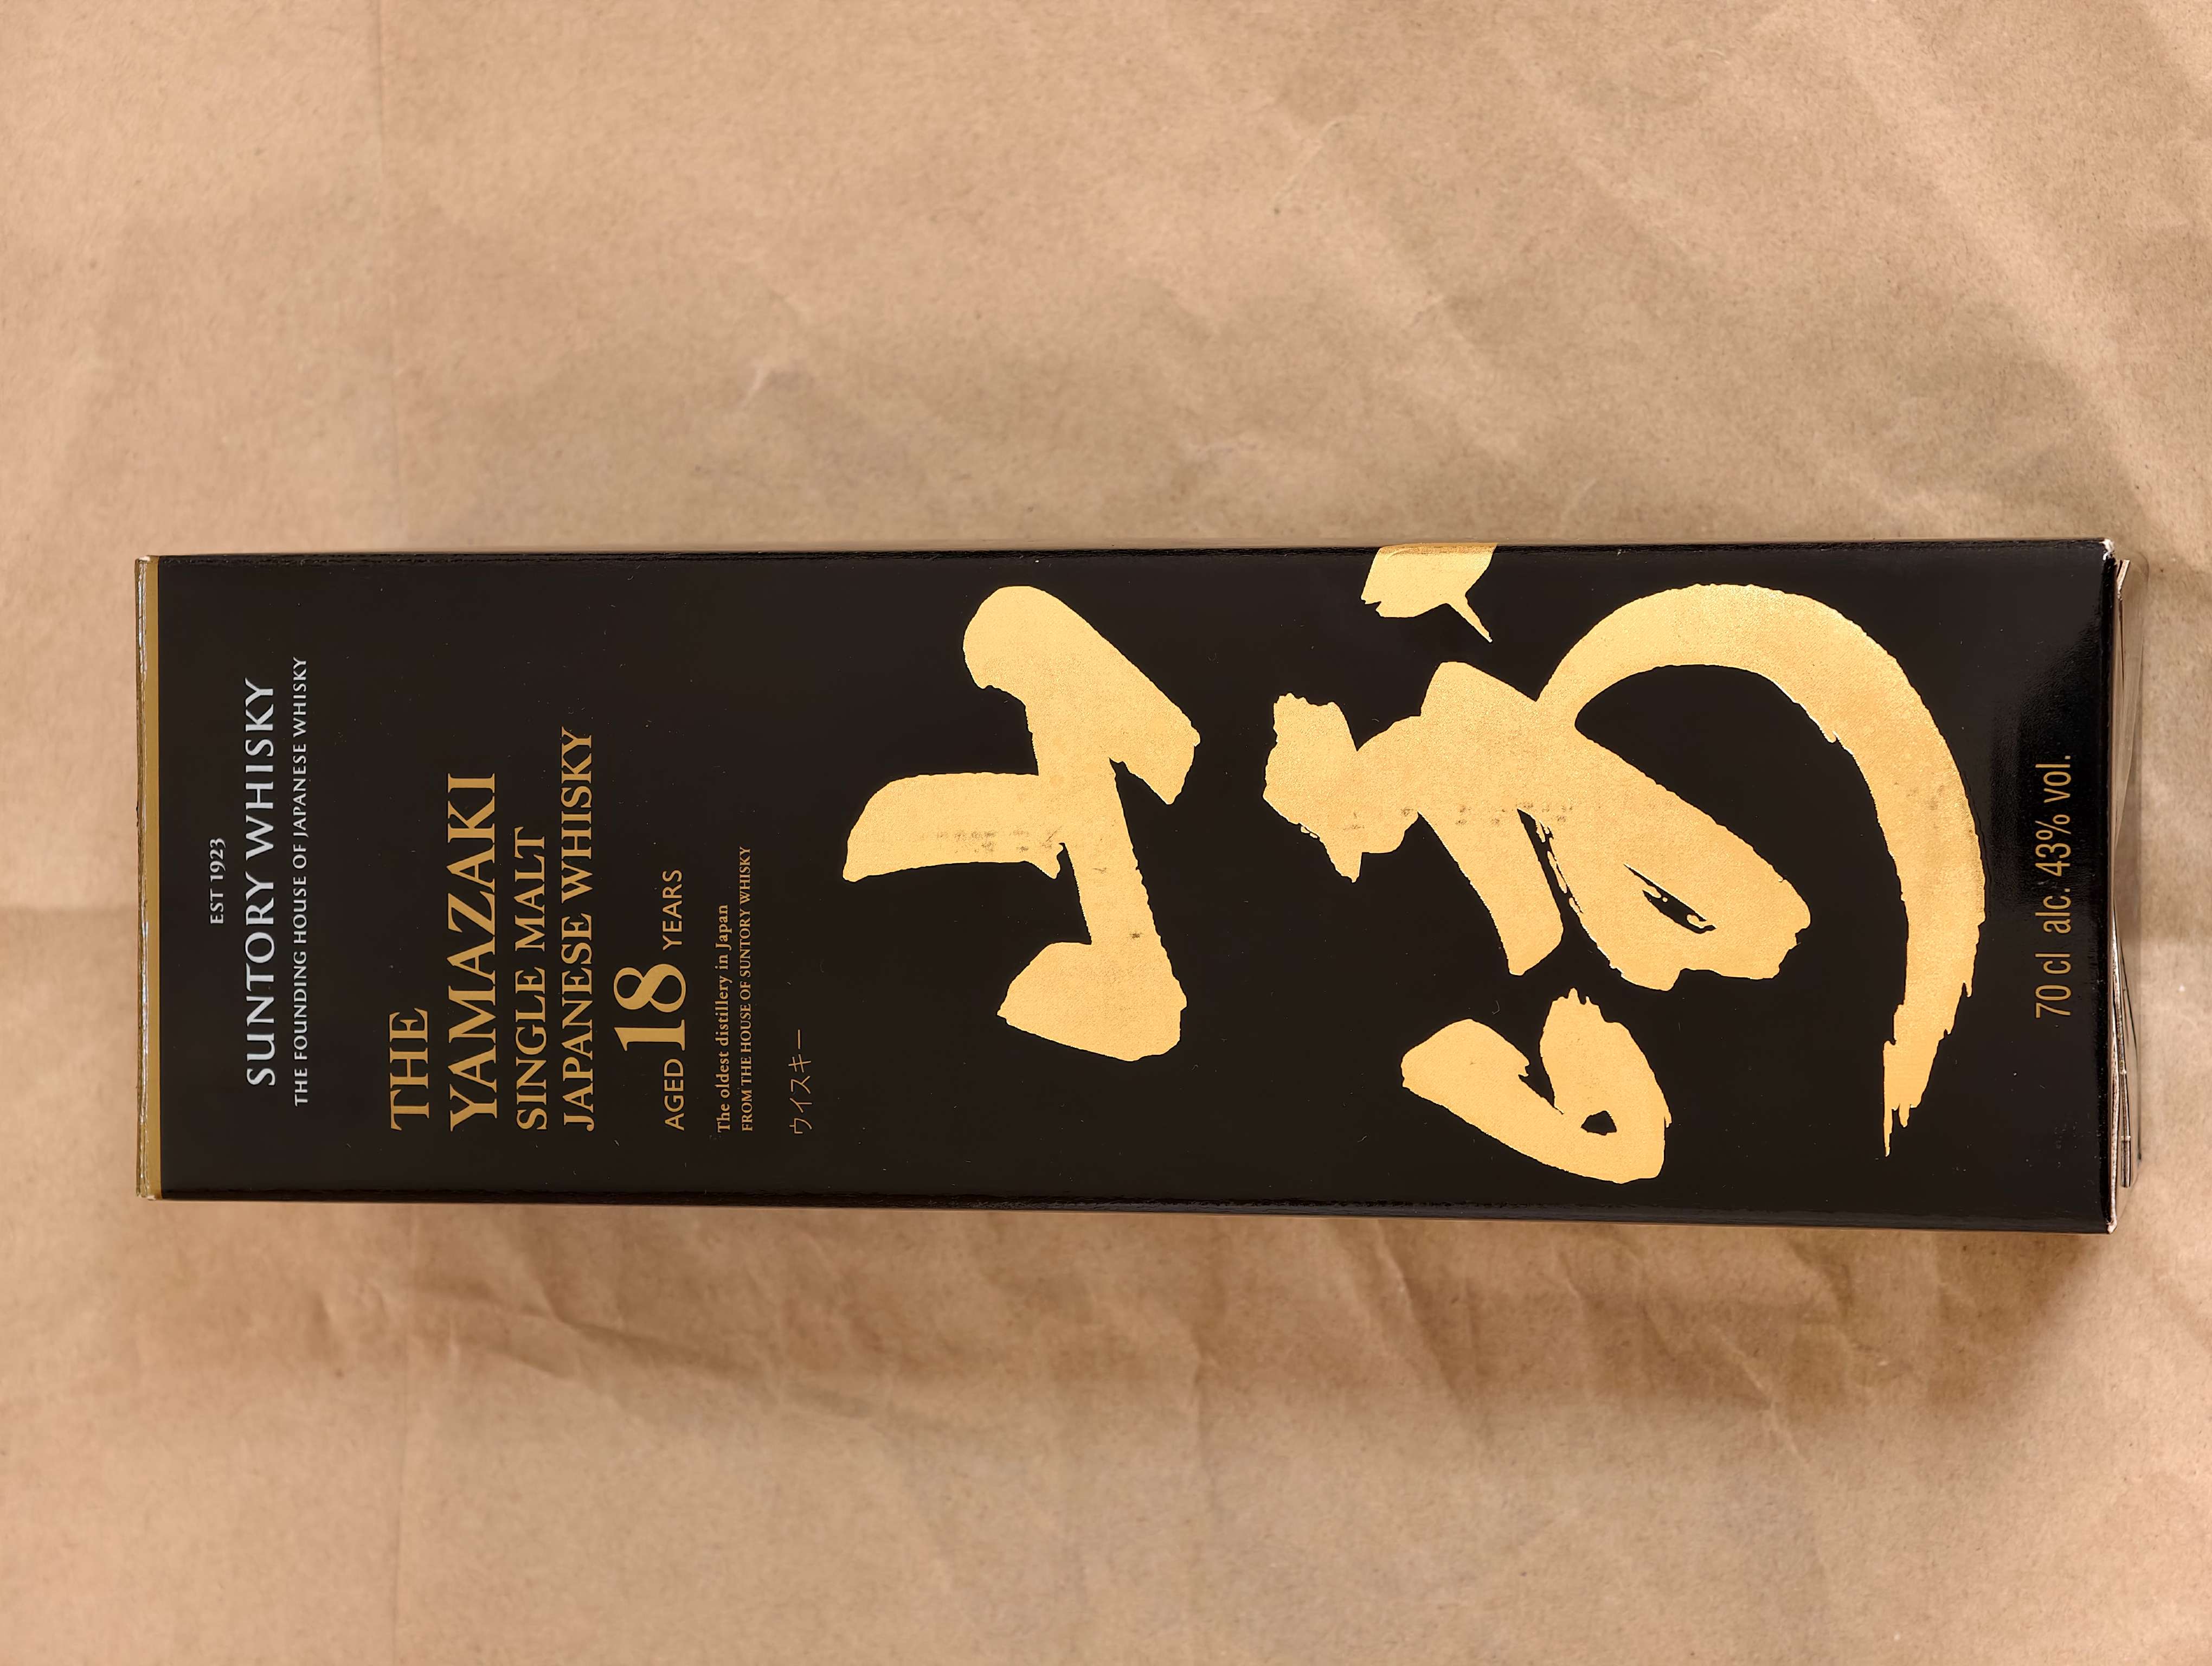 EST 1923
SUNTORY WHISKY
THE FOUNDING HOUSE OF JAPANESE WHISKY
THE
YAMAZAKI
SINGLE MALT
JAPANESE WHISKY
AGED 18 YEARS
The oldest distillery in Japan
FROM THE HOUSE OF SUNTORY WHISKY
ウイスキー
山
崎
70 cl alc. 43% vol.